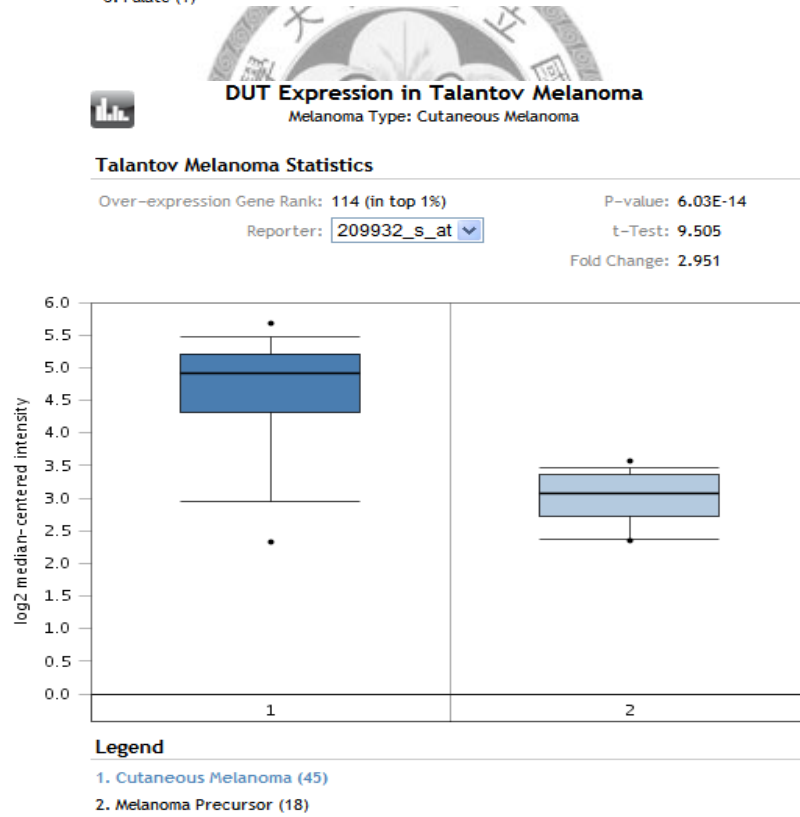 大
立
DUT Expression in Talantov Melanoma
Melanoma Type: Cutaneous Melanoma
Talantov Melanoma Statistics
Over-expression Gene Rank: 114 (in top 1%)
P-value: 6.03E-14
Reporter: 209932_s_at
t-Test: 9.505
Fold Change: 2.951
log2 median-centered intensity
6.0
5.5
5.0
4.5
4.0
3.5
3.0
2.5
2.0
1.5
1.0
0.5
0.0
1 2
Legend
1. Cutaneous Melanoma (45)
2. Melanoma Precursor (18)